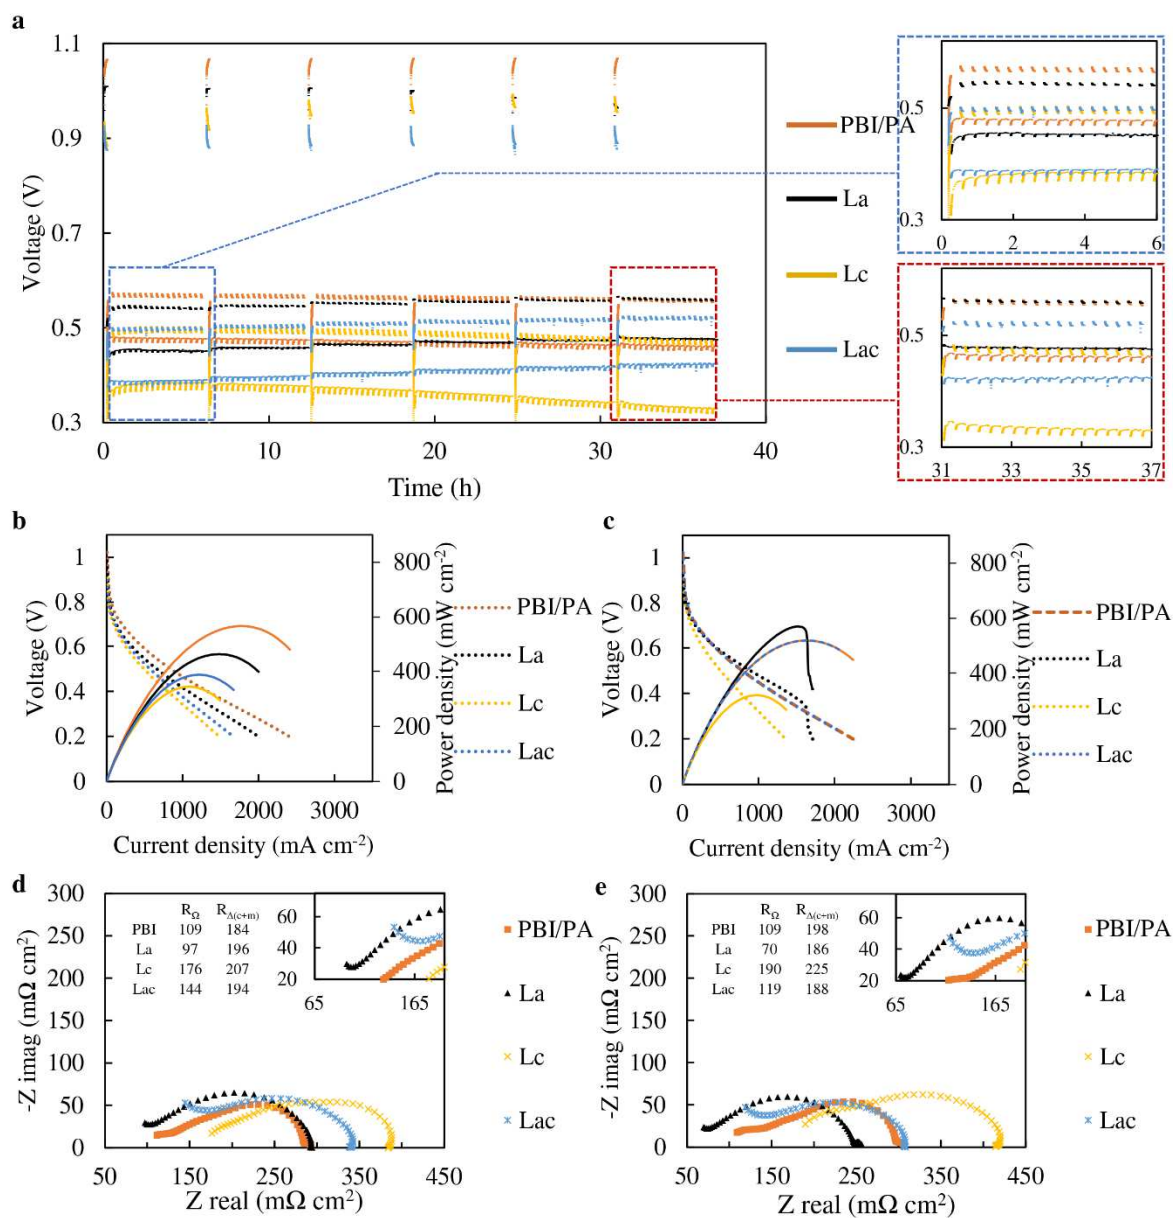 a
1.1
0.9
0.7
0.5
0.3
Voltage (V)
0
10
20
30
40
Time (h)
PBI/PA
La
Lc
Lac
0.5
0.3
0
2
4
6
0.5
0.3
31
33
35
37
b
1
0.8
0.6
0.4
0.2
0
Voltage (V)
800
600
400
200
0
Power density (mW cm-2)
0
1000
2000
3000
Current density (mA cm-2)
PBI/PA
La
Lc
Lac
c
1
0.8
0.6
0.4
0.2
0
Voltage (V)
800
600
400
200
0
Power density (mW cm-2)
0
1000
2000
3000
Current density (mA cm-2)
PBI/PA
La
Lc
Lac
d
300
250
200
150
100
50
0
-Z imag (mΩ cm2)
RΩ RΔ(c+m)
PBI 109 184
La 97 196
Lc 176 207
Lac 144 194
60
40
20
65
165
50
150
250
350
450
Z real (mΩ cm2)
PBI/PA
La
Lc
Lac
e
300
250
200
150
100
50
0
-Z imag (mΩ cm2)
RΩ RΔ(c+m)
PBI 109 198
La 70 186
Lc 190 225
Lac 119 188
60
40
20
65
165
50
150
250
350
450
Z real (mΩ cm2)
PBI/PA
La
Lc
Lac